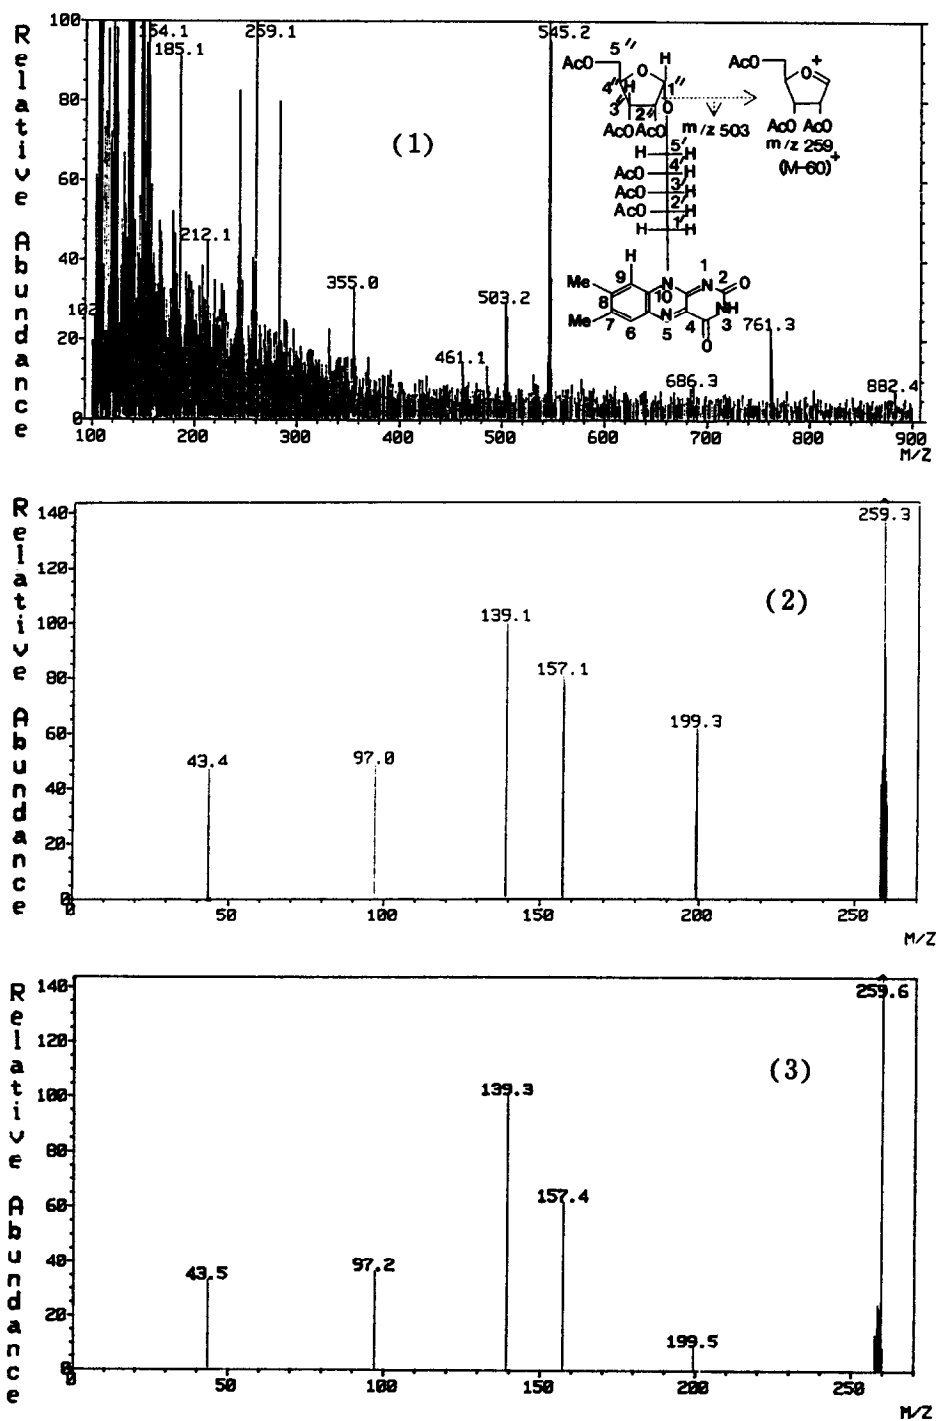 Relative Abundance
100
80
60
40
20
0
164.1
185.1
259.1
545.2
(1)
212.1
355.0
503.2
461.1
686.3
761.3
882.4
100 200 300 400 500 600 700 800 900
M/Z
5″
AcO
O
H
4″ H 1″
3″ 2″ O
AcO AcO
m/z 503
AcO
O+
AcO AcO
m/z 259
(M-60)+
H 5′ H
AcO 4′ H
AcO 3′ H
AcO 2′ H
H 1′ H
H
Me 9 N 1 N 2 O
8 10
Me 7 6 N 5 4 NH 3
O
Relative Abundance
140
120
100
80
60
40
20
0
259.3
(2)
139.1
157.1
199.3
43.4
97.0
0 50 100 150 200 250
M/Z
Relative Abundance
140
120
100
80
60
40
20
0
259.6
(3)
139.3
157.4
43.5
97.2
199.5
0 50 100 150 200 250
M/Z